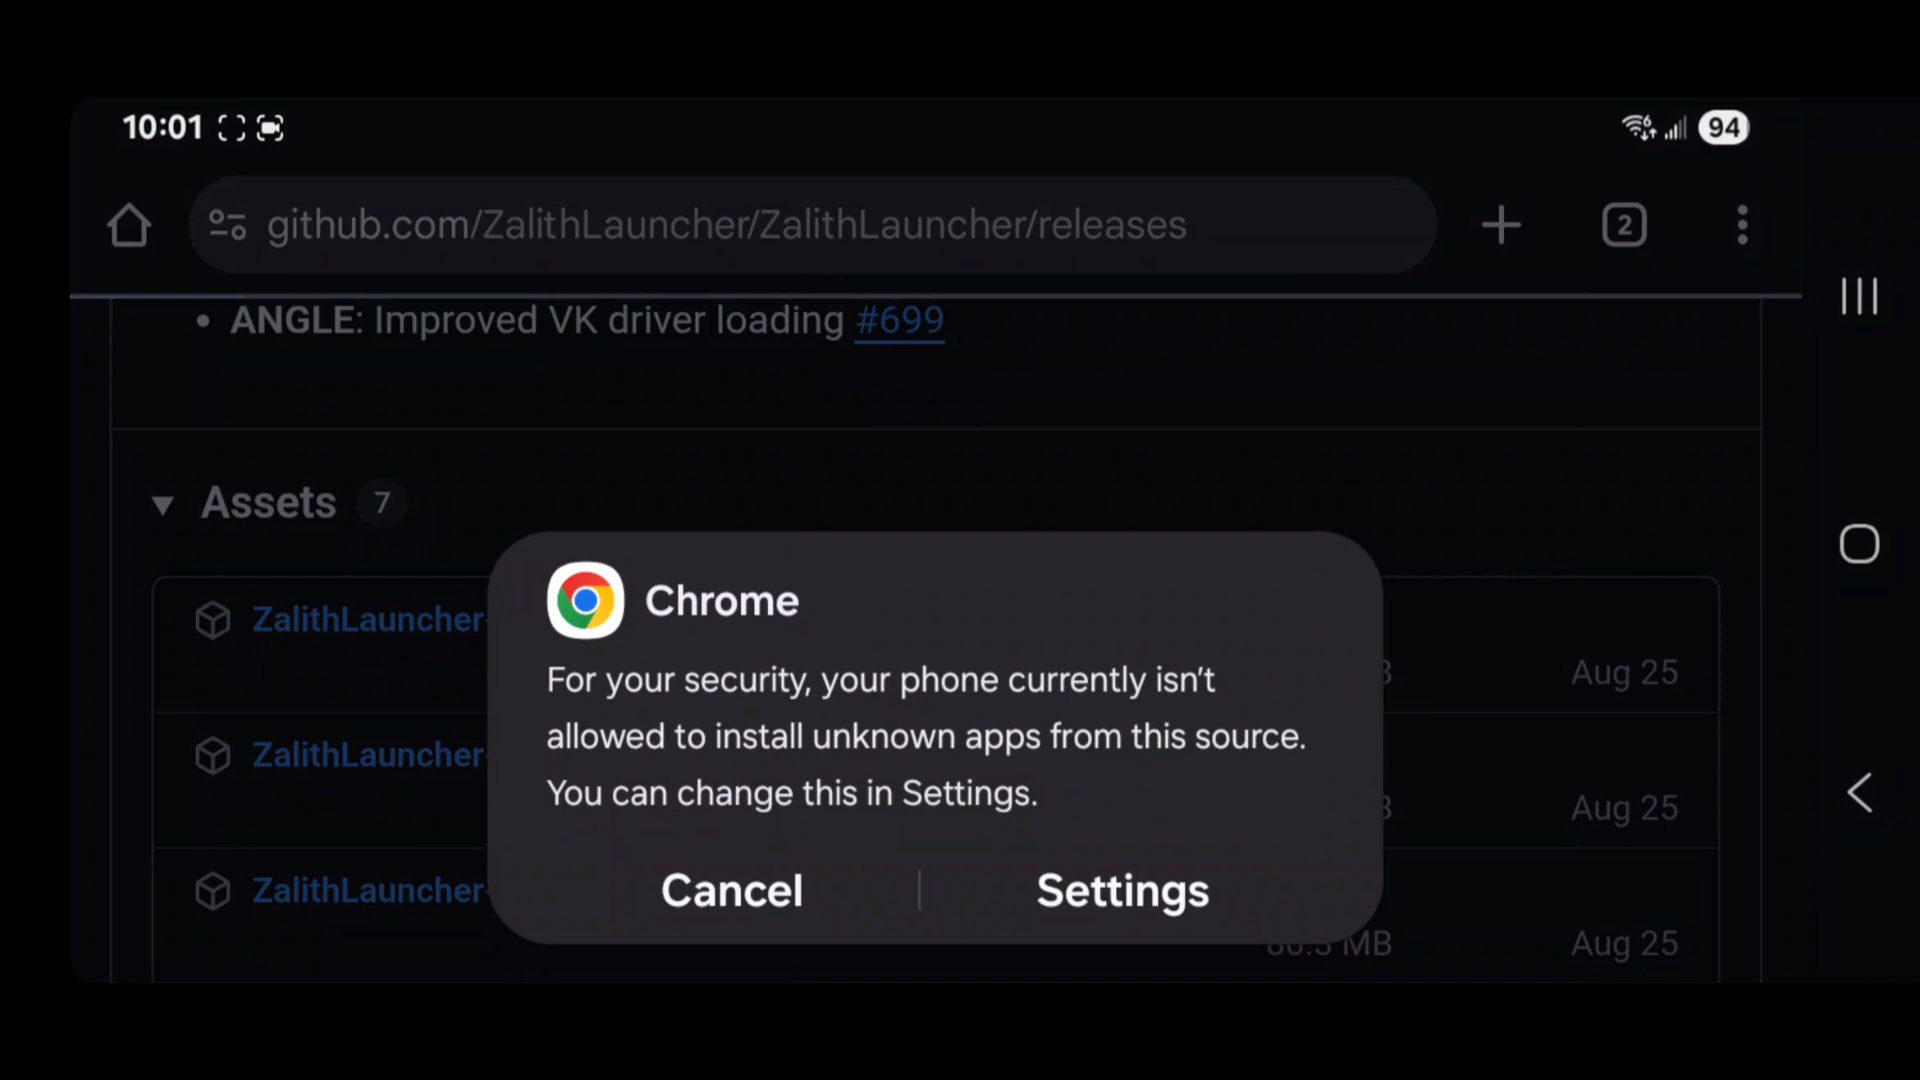 10:01
6
94
github.com/ZalithLauncher/ZalithLauncher/releases
2
• ANGLE: Improved VK driver loading #699
Assets 7
ZalithLauncher-
Aug 25
ZalithLauncher-
Aug 25
ZalithLauncher-
MB Aug 25
Chrome
For your security, your phone currently isn't
allowed to install unknown apps from this source.
You can change this in Settings.
Cancel
Settings